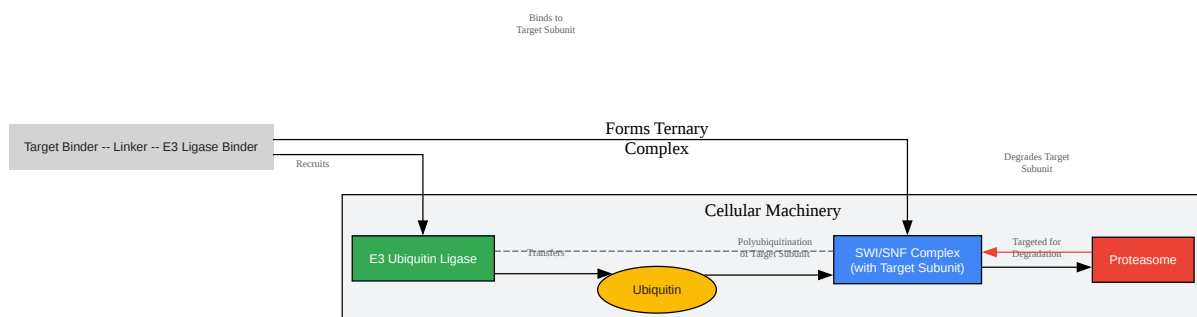 Binds to
Target Subunit
Forms Ternary
Complex
Target Binder -- Linker -- E3 Ligase Binder
Recruits
Degrades Target
Subunit
Cellular Machinery
E3 Ubiquitin Ligase
Transfers
Polyubiquitination
of Target Subunit
SWI/SNF Complex
(with Target Subunit)
Targeted for
Degradation
Proteasome
Ubiquitin